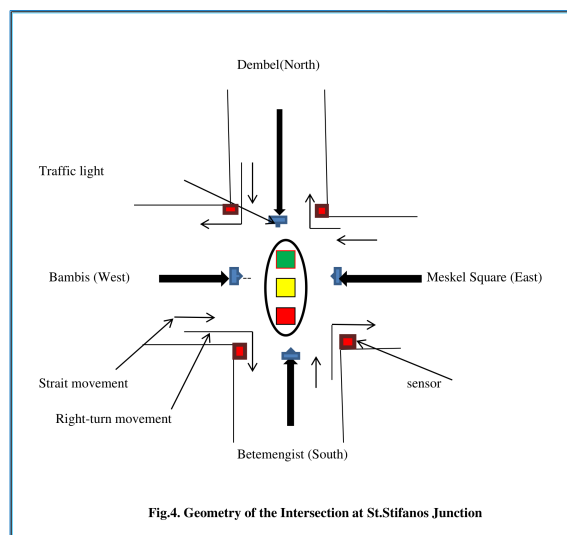 Dembel(North)
Traffic light
Bambis (West)
Meskel Square (East)
Strait movement
sensor
Right-turn movement
Betemengist (South)
Fig.4. Geometry of the Intersection at St.Stifanos Junction